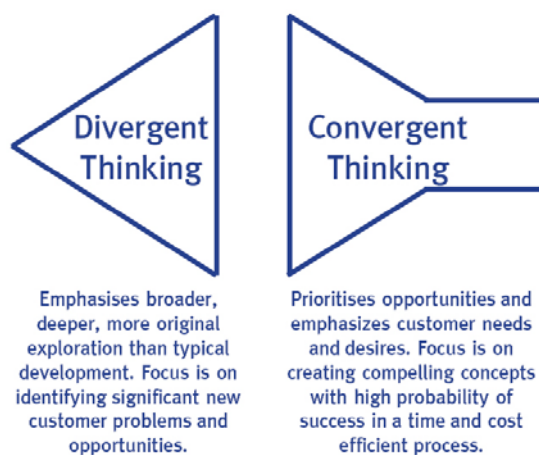 Divergent
Thinking
Convergent
Thinking
Emphasises broader,
deeper, more original
exploration than typical
development. Focus is on
identifying significant new
customer problems and
opportunities.
Prioritises opportunities and
emphasizes customer needs
and desires. Focus is on
creating compelling concepts
with high probability of
success in a time and cost
efficient process.